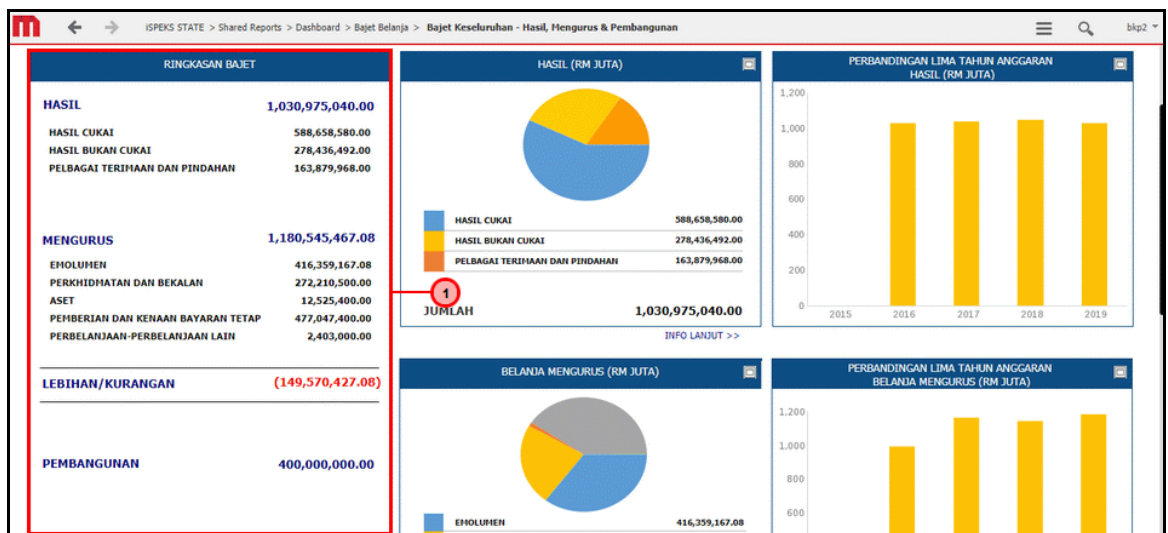 m
iSPEKS STATE > Shared Reports > Dashboard > Bajet Belanja > Bajet Keseluruhan - Hasil, Mengurus & Pembangunan
bkp2
RINGKASAN BAJET
HASIL 1,030,975,040.00
HASIL CUKAI 588,658,580.00
HASIL BUKAN CUKAI 278,436,492.00
PELBAGAI TERIMAAN DAN PINDAHAN 163,879,968.00
MENGURUS 1,180,545,467.08
EMOLUMEN 416,359,167.08
PERKHIDMATAN DAN BEKALAN 272,210,500.00
ASET 12,525,400.00
PEMBERIAN DAN KENAAN BAYARAN TETAP 477,047,400.00
PERBELANJAAN-PERBELANJAAN LAIN 2,403,000.00
LEBIHAN/KURANGAN (149,570,427.08)
PEMBANGUNAN 400,000,000.00
1
HASIL (RM JUTA)
HASIL CUKAI 588,658,580.00
HASIL BUKAN CUKAI 278,436,492.00
PELBAGAI TERIMAAN DAN PINDAHAN 163,879,968.00
JUMLAH 1,030,975,040.00
INFO LANJUT >>
PERBANDINGAN LIMA TAHUN ANGGARAN
HASIL (RM JUTA)
1,200
1,000
800
600
400
200
0
2015 2016 2017 2018 2019
BELANJA MENGURUS (RM JUTA)
EMOLUMEN 416,359,167.08
PERBANDINGAN LIMA TAHUN ANGGARAN
BELANJA MENGURUS (RM JUTA)
1,200
1,000
800
600